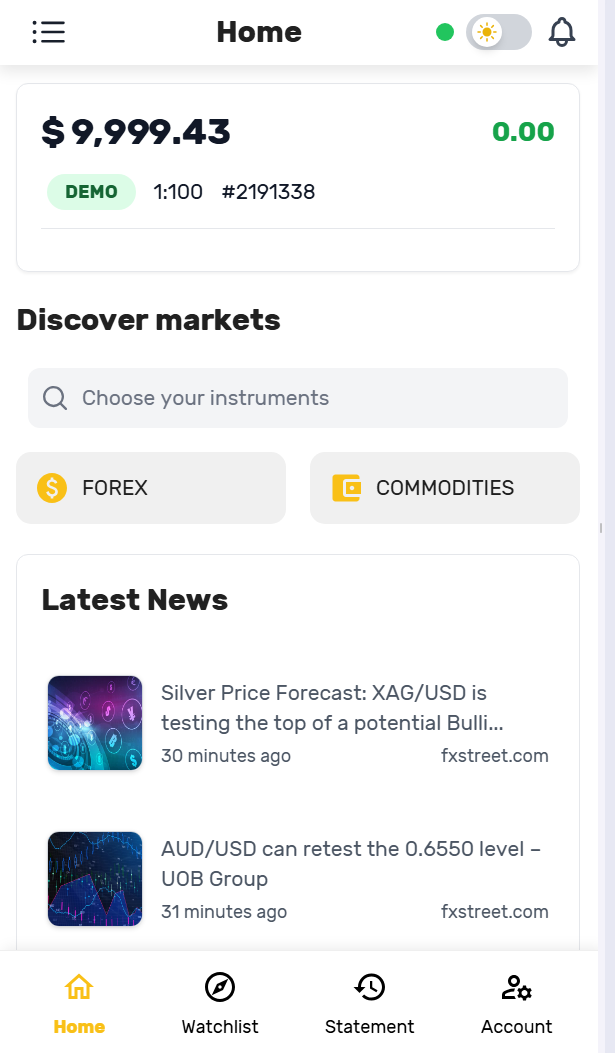 Home
$ 9,999.43
0.00
DEMO 1:100 #2191338
Discover markets
Choose your instruments
FOREX
COMMODITIES
Latest News
Silver Price Forecast: XAG/USD is
testing the top of a potential Bulli...
30 minutes ago
fxstreet.com
AUD/USD can retest the 0.6550 level –
UOB Group
31 minutes ago
fxstreet.com
Home
Watchlist
Statement
Account